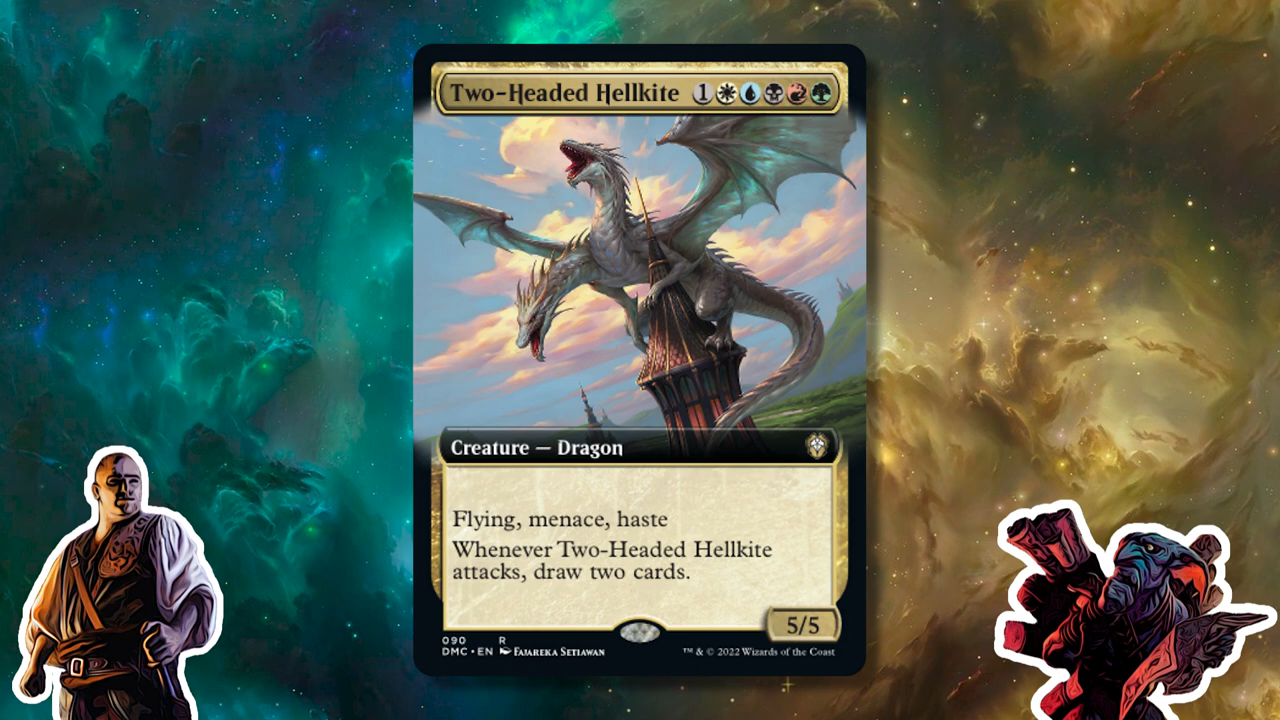 Two-Headed Hellkite 1
Creature — Dragon
Flying, menace, haste
Whenever Two-Headed Hellkite
attacks, draw two cards.
5/5
090 R
DMC • EN Fajareka Setiawan ™ & © 2022 Wizards of the Coast